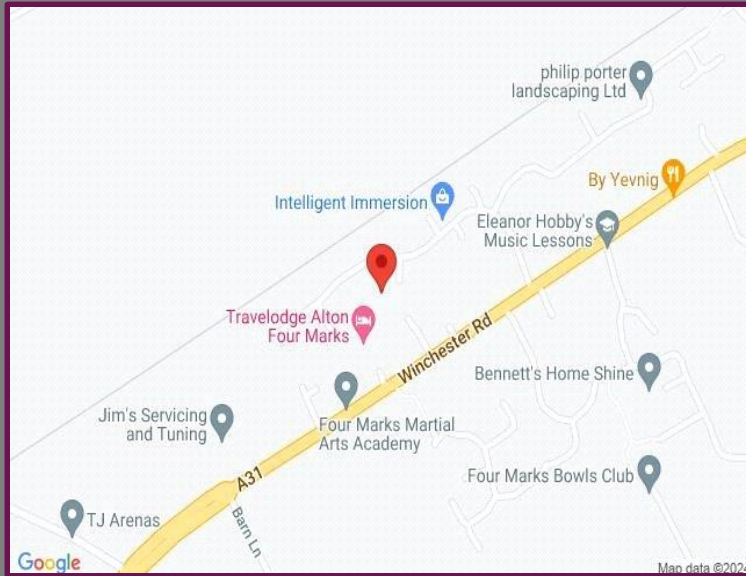 philip porter
landscaping Ltd
By Yevnig
Intelligent Immersion
Eleanor Hobby's
Music Lessons
Travelodge Alton
Four Marks
Winchester Rd
Bennett's Home Shine
Jim's Servicing
and Tuning
Four Marks Martial
Arts Academy
Four Marks Bowls Club
A31
TJ Arenas
Barn Ln
Google
Map data ©2024